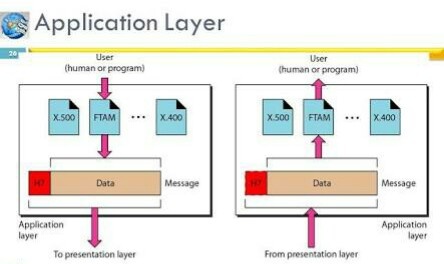 Application Layer
26
User
(human or program)
X.500
FTAM
...
X.400
H7
Data
Message
Application
layer
To presentation layer
User
(human or program)
X.500
FTAM
...
X.400
H7
Data
Message
Application
layer
From presentation layer